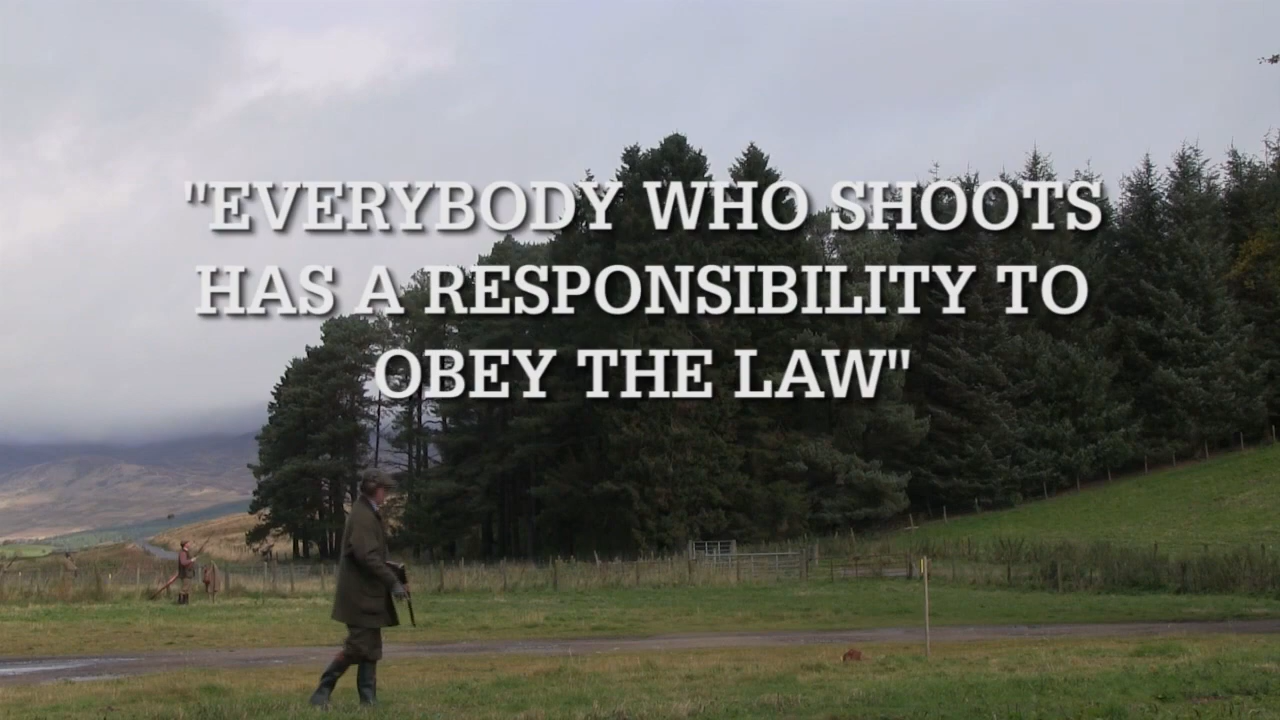 "EVERYBODY WHO SHOOTS
HAS A RESPONSIBILITY TO
OBEY THE LAW"